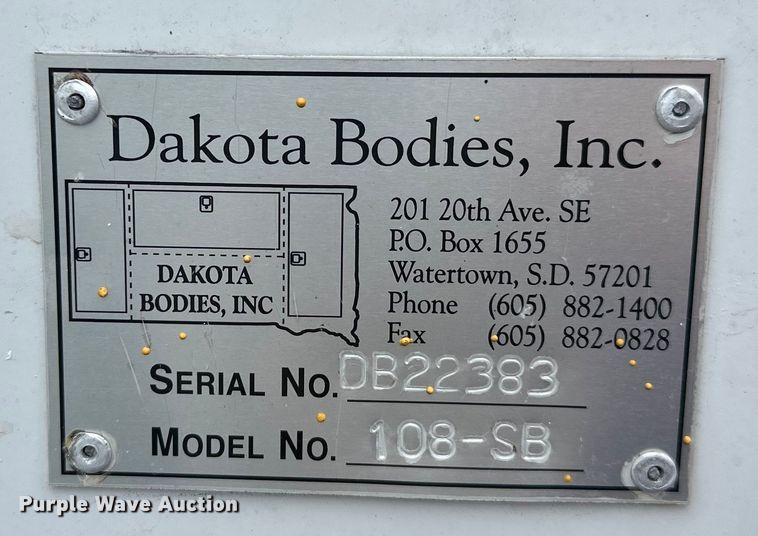 Dakota Bodies, Inc.
DAKOTA
BODIES, INC
201 20th Ave. SE
P.O. Box 1655
Watertown, S.D. 57201
Phone (605) 882-1400
Fax (605) 882-0828
SERIAL NO. DB22383
MODEL NO. 108-SB
Purple Wave Auction